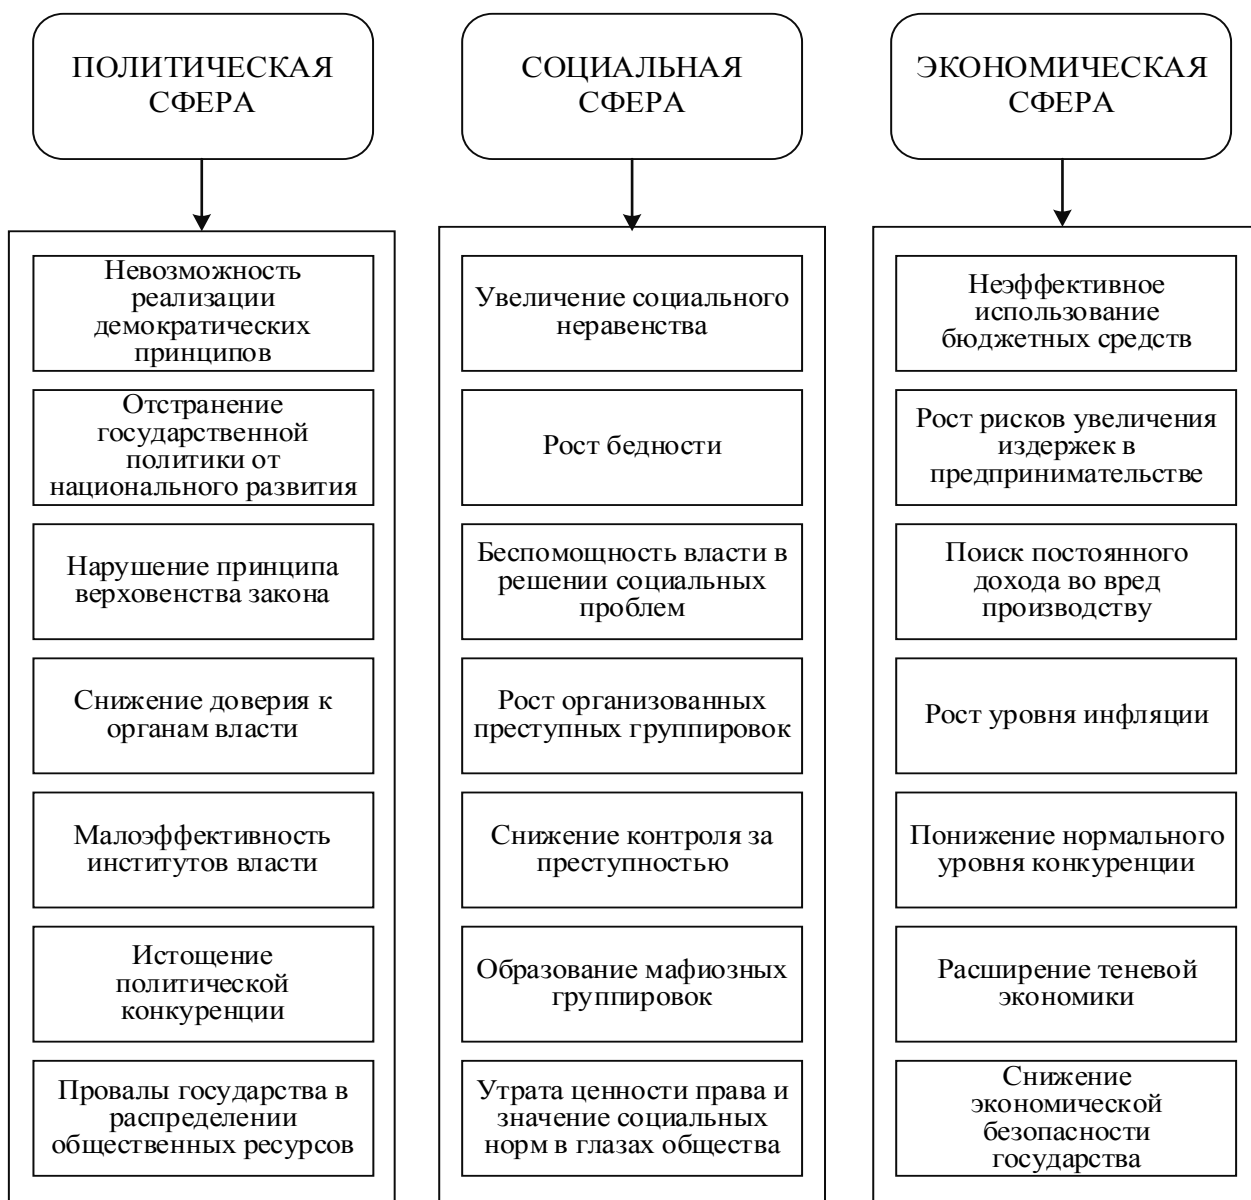 ПОЛИТИЧЕСКАЯ
СФЕРА
Невозможность
реализации
демократических
принципов
Отстранение
государственной
политики от
национального развития
Нарушение принципа
верховенства закона
Снижение доверия к
органам власти
Малоэффективность
институтов власти
Истощение
политической
конкуренции
Провалы государства в
распределении
общественных ресурсов
СОЦИАЛЬНАЯ
СФЕРА
Увеличение социального
неравенства
Рост бедности
Беспомощность власти в
решении социальных
проблем
Рост организованных
преступных группировок
Снижение контроля за
преступностью
Образование мафиозных
группировок
Утрата ценности права и
значение социальных
норм в глазах общества
ЭКОНОМИЧЕСКАЯ
СФЕРА
Неэффективное
использование
бюджетных средств
Рост рисков увеличения
издержек в
предпринимательстве
Поиск постоянного
дохода во вред
производству
Рост уровня инфляции
Понижение нормального
уровня конкуренции
Расширение теневой
экономики
Снижение
экономической
безопасности
государства